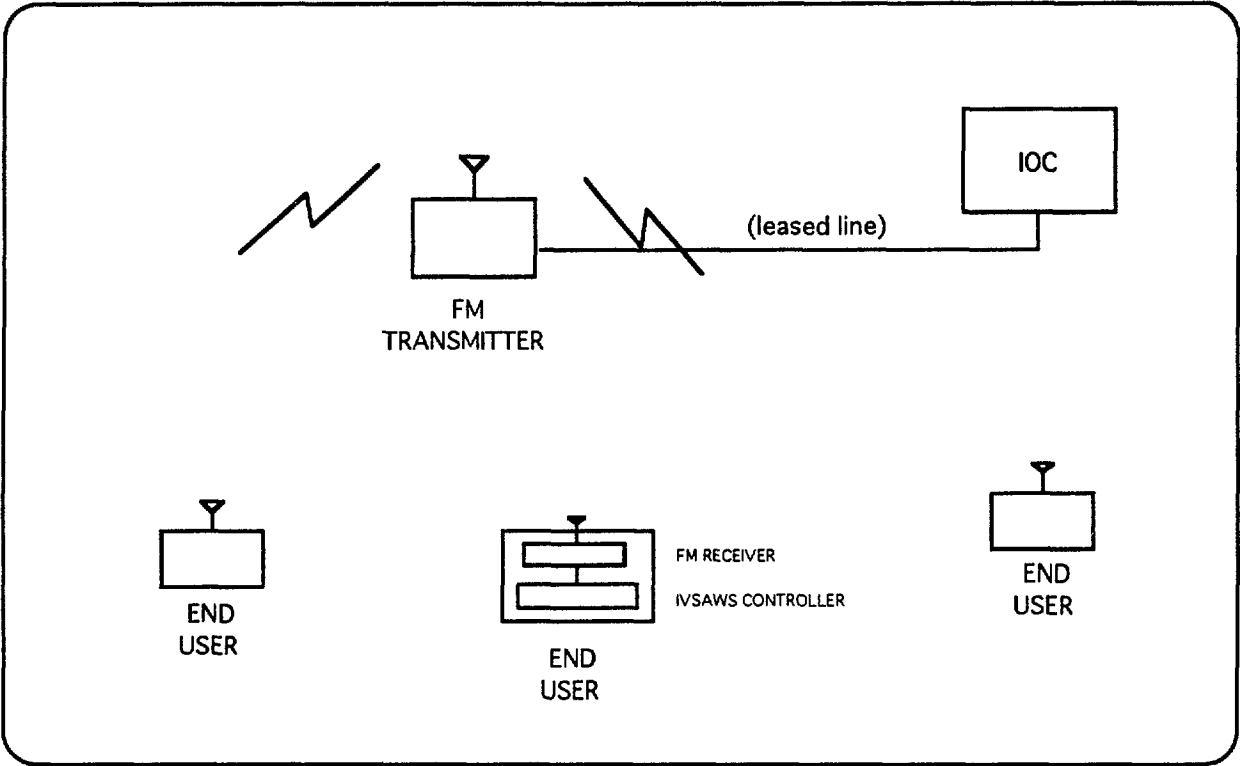 IOC
(leased line)
FM
TRANSMITTER
FM RECEIVER
IVSAWS CONTROLLER
END
USER
END
USER
END
USER